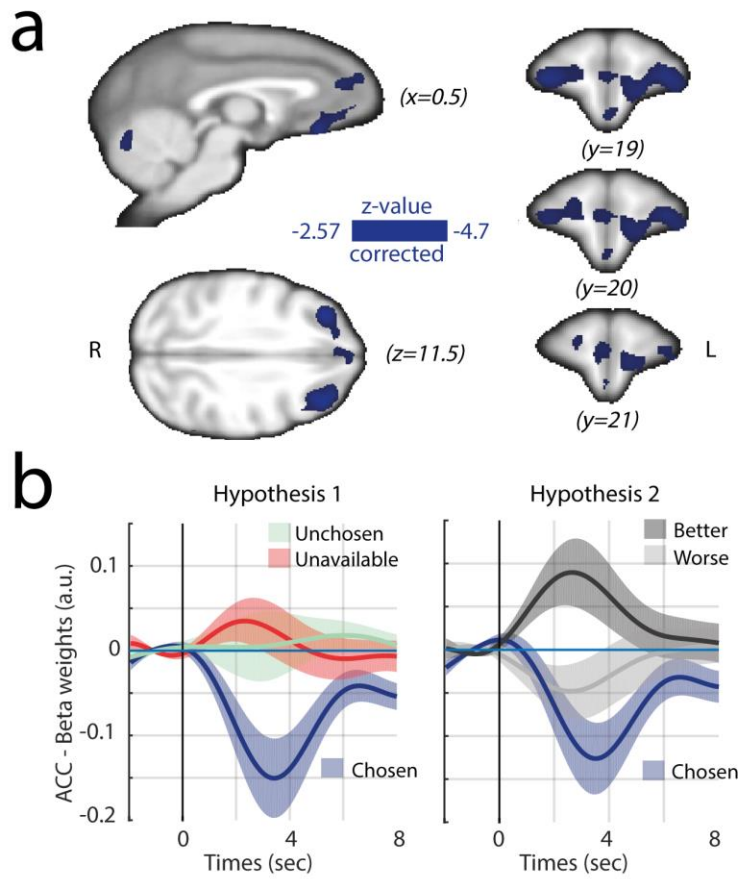 a
(x=0.5)
(y=19)
z-value
-2.57 -4.7
corrected
(y=20)
R
(z=11.5)
L
(y=21)
b
Hypothesis 1
Unchosen
Unavailable
ACC - Beta weights (a.u.)
0.1
0
-0.1
-0.2
Chosen
0 4 8
Times (sec)
Hypothesis 2
Better
Worse
Chosen
0 4 8
Times (sec)